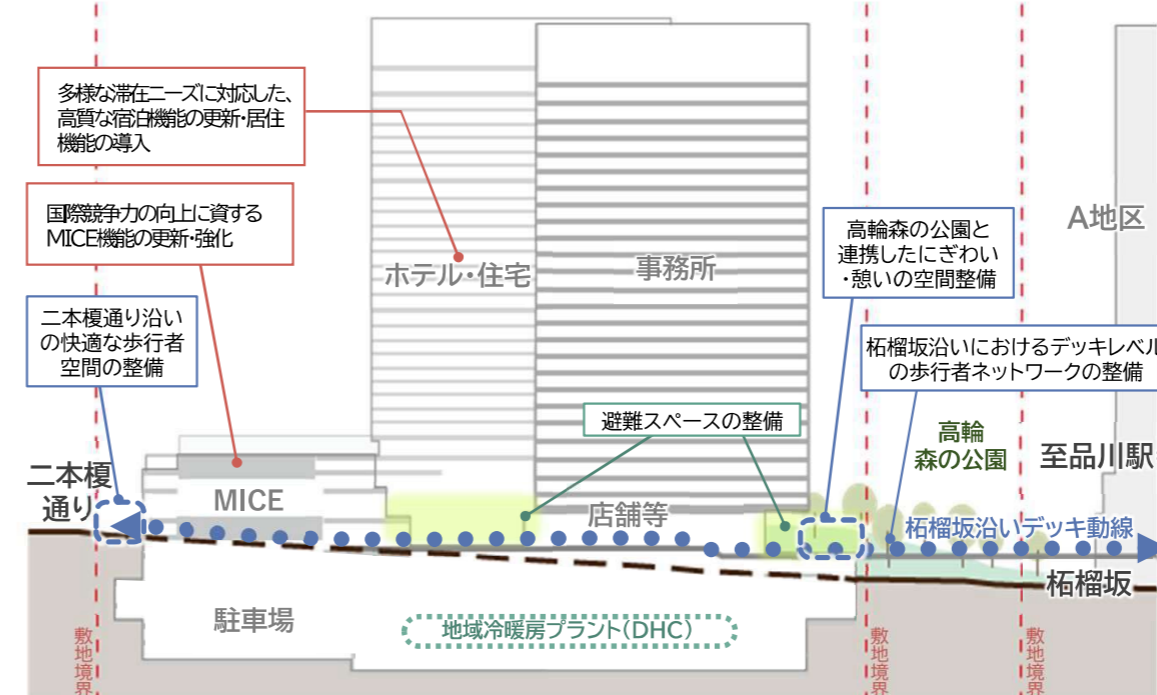 多様な滞在ニーズに対応した、
高質な宿泊機能の更新・居住
機能の導入
国際競争力の向上に資する
MICE機能の更新・強化
二本榎通り沿い
の快適な歩行者
空間の整備
ホテル・住宅
事務所
A地区
高輪森の公園と
連携したにぎわい
・憩いの空間整備
柘榴坂沿いにおけるデッキレベル
の歩行者ネットワークの整備
避難スペースの整備
高輪
森の公園
至品川駅
二本榎
通り
MICE
店舗等
柘榴坂沿いデッキ動線
柘榴坂
駐車場
地域冷暖房プラント(DHC)
敷地境界
敷地境界
敷地境界